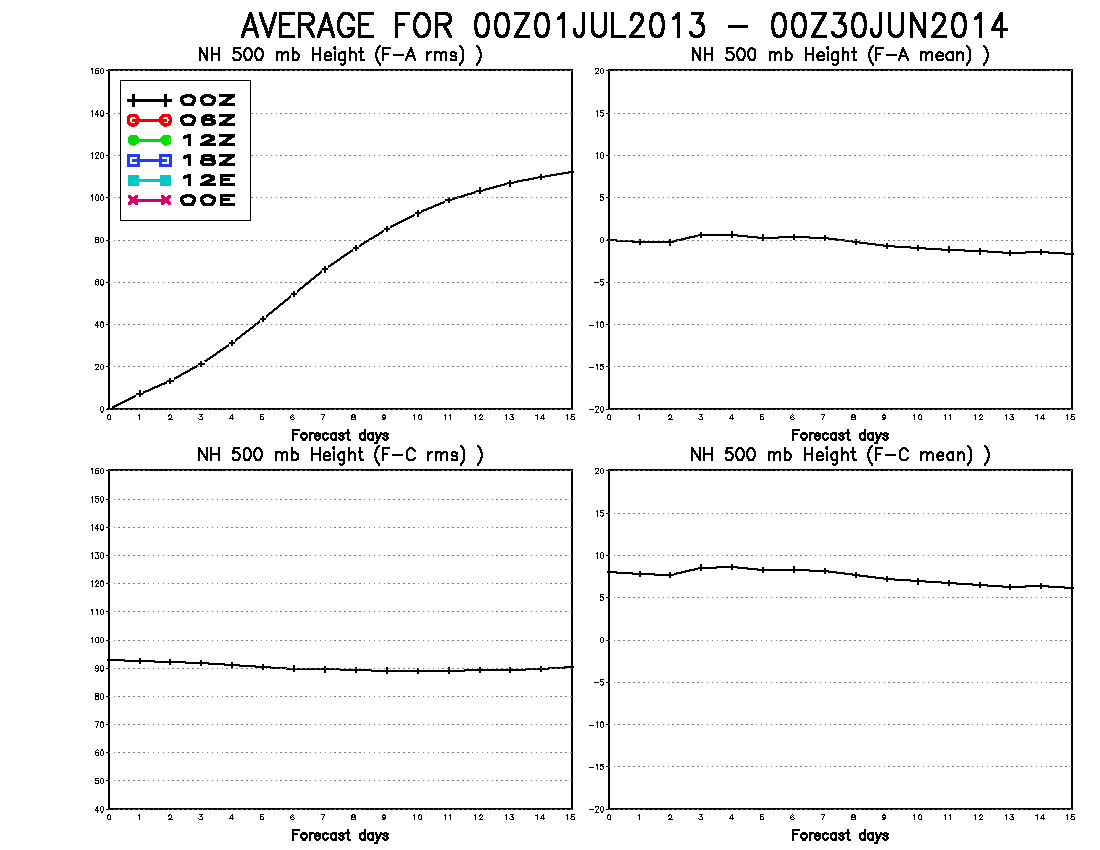 AVERAGE FOR 00Z01JUL2013 – 00Z30JUN2014
NH 500 mb Height (F–A rms) )
160
140
120
100
80
60
40
20
0
00Z
06Z
12Z
18Z
12E
00E
0 1 2 3 4 5 6 7 8 9 10 11 12 13 14 15
Forecast days
NH 500 mb Height (F–A mean) )
20
15
10
5
0
–5
–10
–15
–20
0 1 2 3 4 5 6 7 8 9 10 11 12 13 14 15
Forecast days
NH 500 mb Height (F–C rms) )
160
150
140
130
120
110
100
90
80
70
60
50
40
0 1 2 3 4 5 6 7 8 9 10 11 12 13 14 15
Forecast days
NH 500 mb Height (F–C mean) )
20
15
10
5
0
–5
–10
–15
–20
0 1 2 3 4 5 6 7 8 9 10 11 12 13 14 15
Forecast days